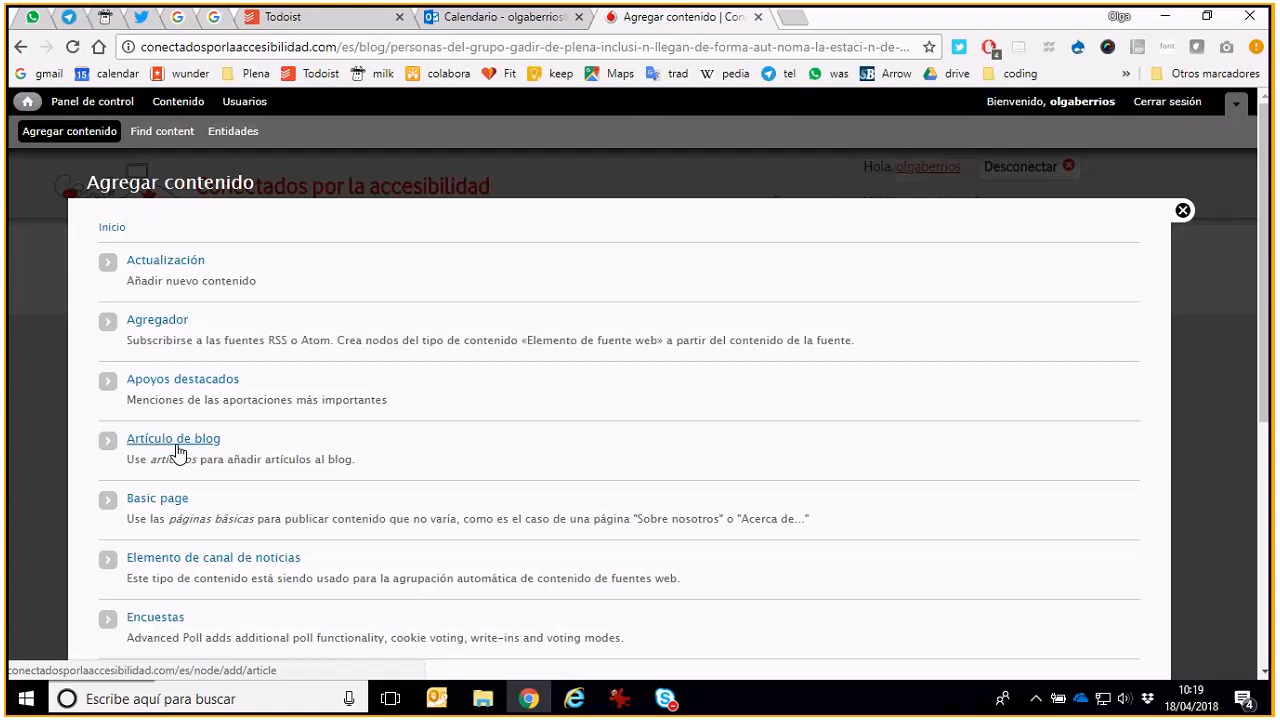 Todoist
Calendario - olgaberriost
Agregar contenido | Con
Olga
conectadosporlaaccesibilidad.com/es/blog/personas-del-grupo-gadir-de-plena-inclusi-n-llegan-de-forma-aut-noma-la-estaci-n-de-...
gmail calendar wunder Plena Todoist milk colabora Fit keep Maps trad pedia tel was Arrow drive coding » Otros marcadores
Panel de control Contenido Usuarios Bienvenido, olgaberrios Cerrar sesión
Agregar contenido Find content Entidades
Hola, olgaberrios Desconectar
conectados por la accesibilidad
Agregar contenido
Inicio
Actualización
Añadir nuevo contenido
Agregador
Subscribirse a las fuentes RSS o Atom. Crea nodos del tipo de contenido «Elemento de fuente web» a partir del contenido de la fuente.
Apoyos destacados
Menciones de las aportaciones más importantes
Artículo de blog
Use artículos para añadir artículos al blog.
Basic page
Use las páginas básicas para publicar contenido que no varía, como es el caso de una página "Sobre nosotros" o "Acerca de..."
Elemento de canal de noticias
Este tipo de contenido está siendo usado para la agrupación automática de contenido de fuentes web.
Encuestas
Advanced Poll adds additional poll functionality, cookie voting, write-ins and voting modes.
conectadosporlaaccesibilidad.com/es/node/add/article
Escribe aquí para buscar
10:19
18/04/2018
4